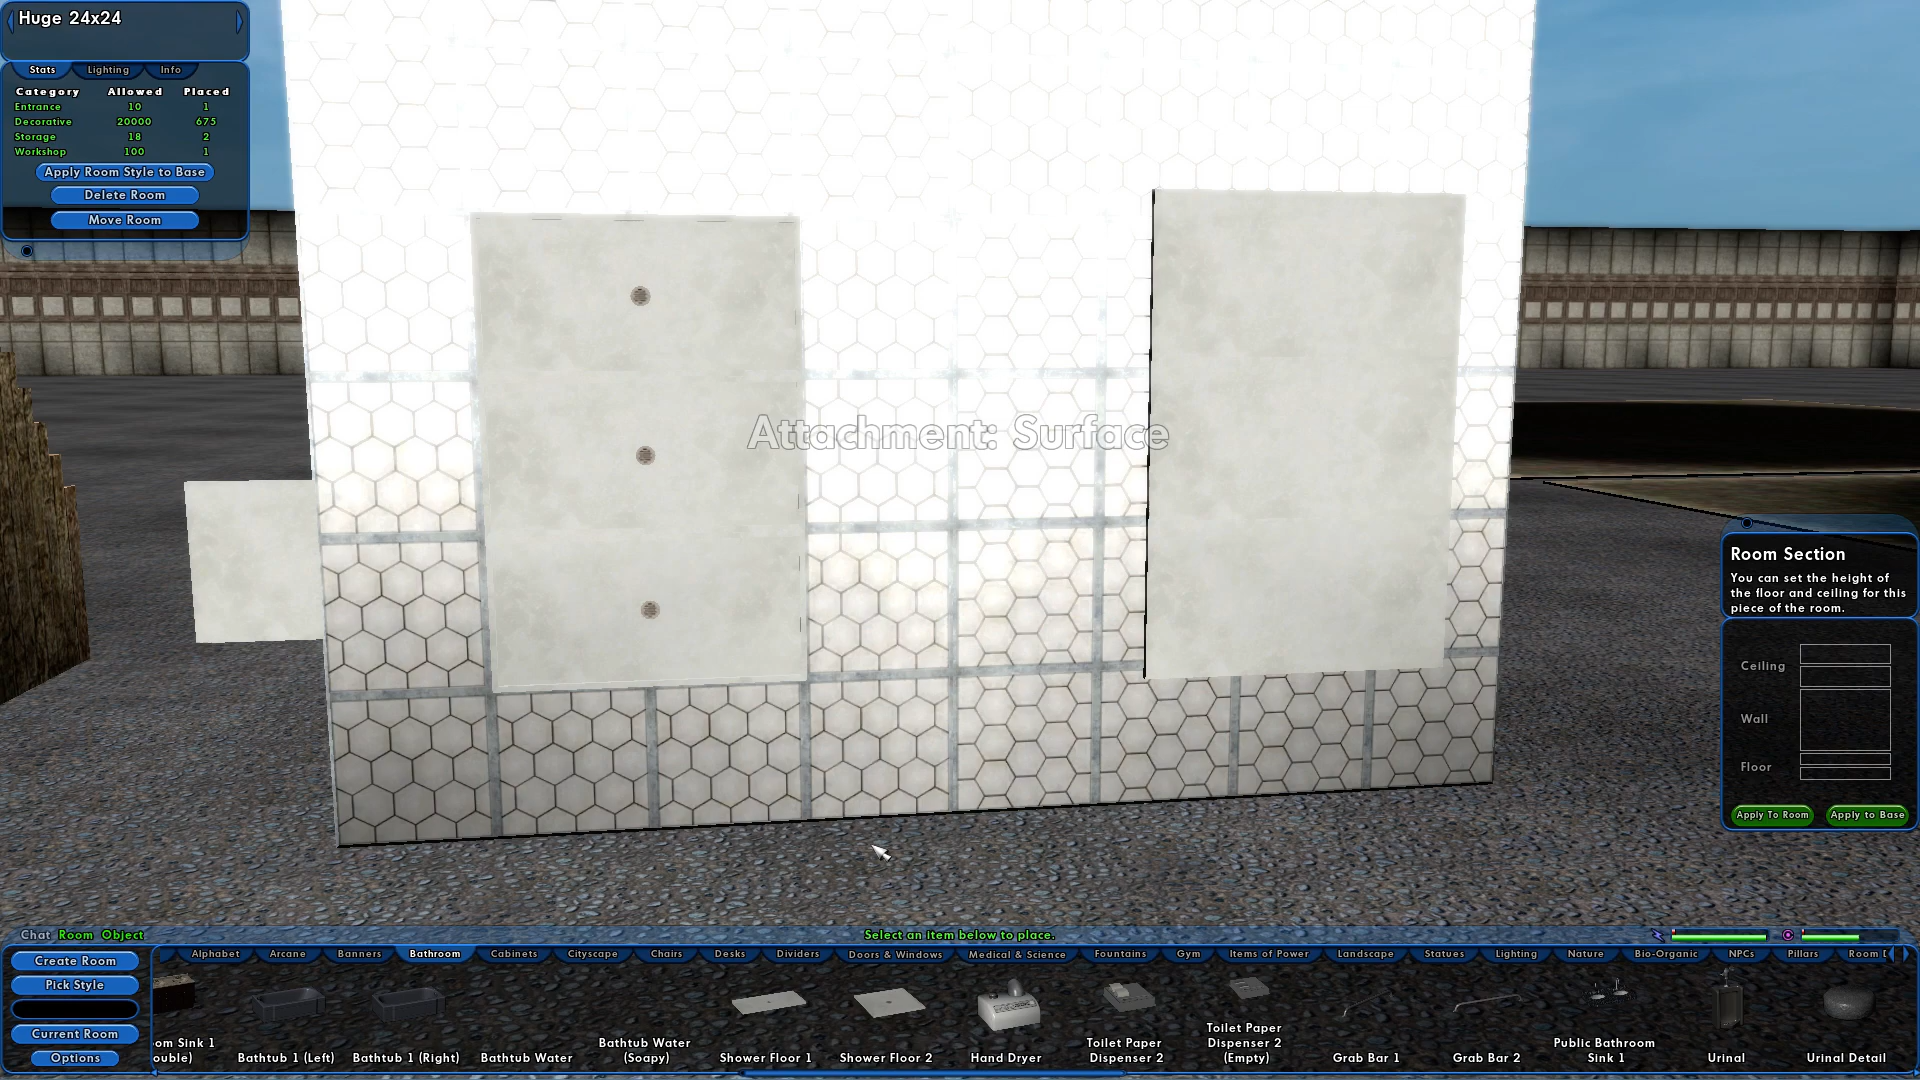 Huge 24x24
Stats Lighting Info
Category Allowed Placed
Entrance 10 1
Decorative 20000 675
Storage 18 2
Workshop 100 1
Apply Room Style to Base
Delete Room
Move Room
Attachment: Surface
Room Section
You can set the height of
the floor and ceiling for this
piece of the room.
Ceiling
Wall
Floor
Apply To Room Apply to Base
Chat Room Object
Select an item below to place.
Alphabet Arcane Banners Bathroom Cabinets Cityscape Chairs Desks Dividers Doors & Windows Medical & Science Fountains Gym Items of Power Landscape Statues Lighting Nature Bio-Organic NPCs Pillars Room D
Create Room
Pick Style
Current Room
Options
om Sink 1
ouble)
Bathtub 1 (Left)
Bathtub 1 (Right)
Bathtub Water
Bathtub Water
(Soapy)
Shower Floor 1
Shower Floor 2
Hand Dryer
Toilet Paper
Dispenser 2
Toilet Paper
Dispenser 2
(Empty)
Grab Bar 1
Grab Bar 2
Public Bathroom
Sink 1
Urinal
Urinal Detail